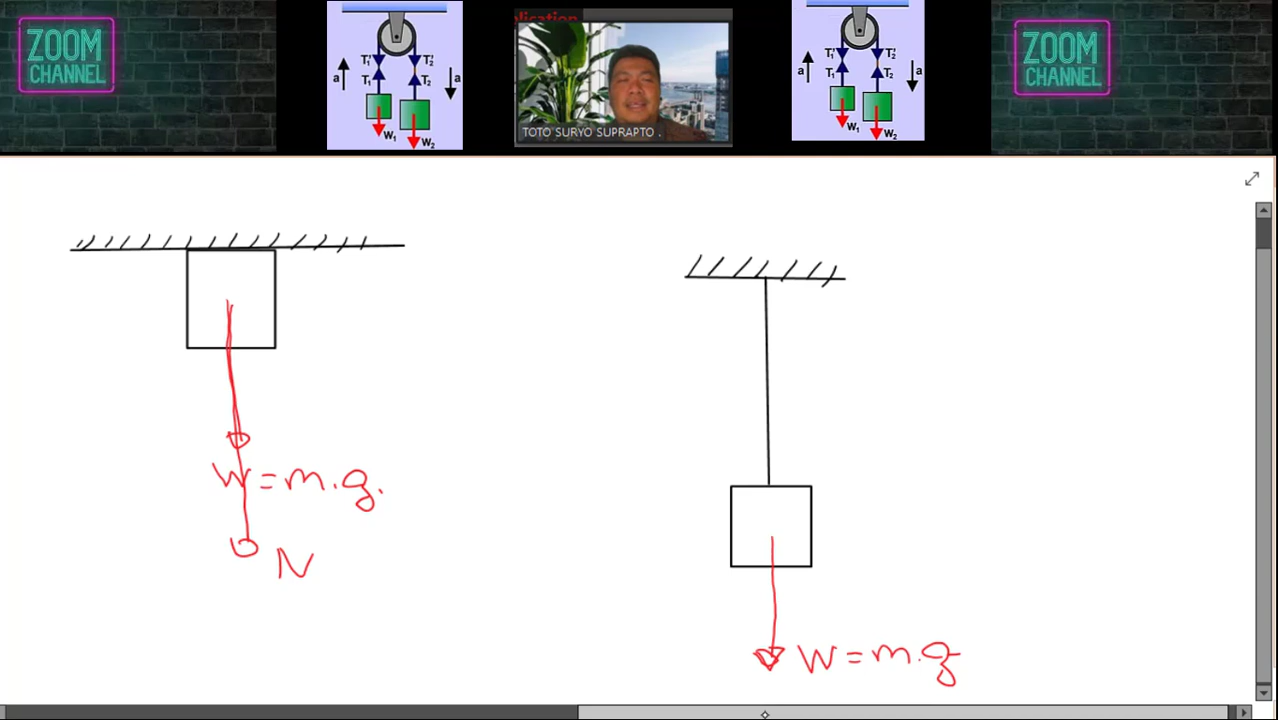 ZOOM
CHANNEL
T₁'
T₂'
T₁
T₂
a
a
W₁
W₂
plication
TOTO SURYO SUPRAPTO .
T₁'
T₂'
T₁
T₂
a
a
W₁
W₂
ZOOM
CHANNEL
W = m.g.
N
W = m.g